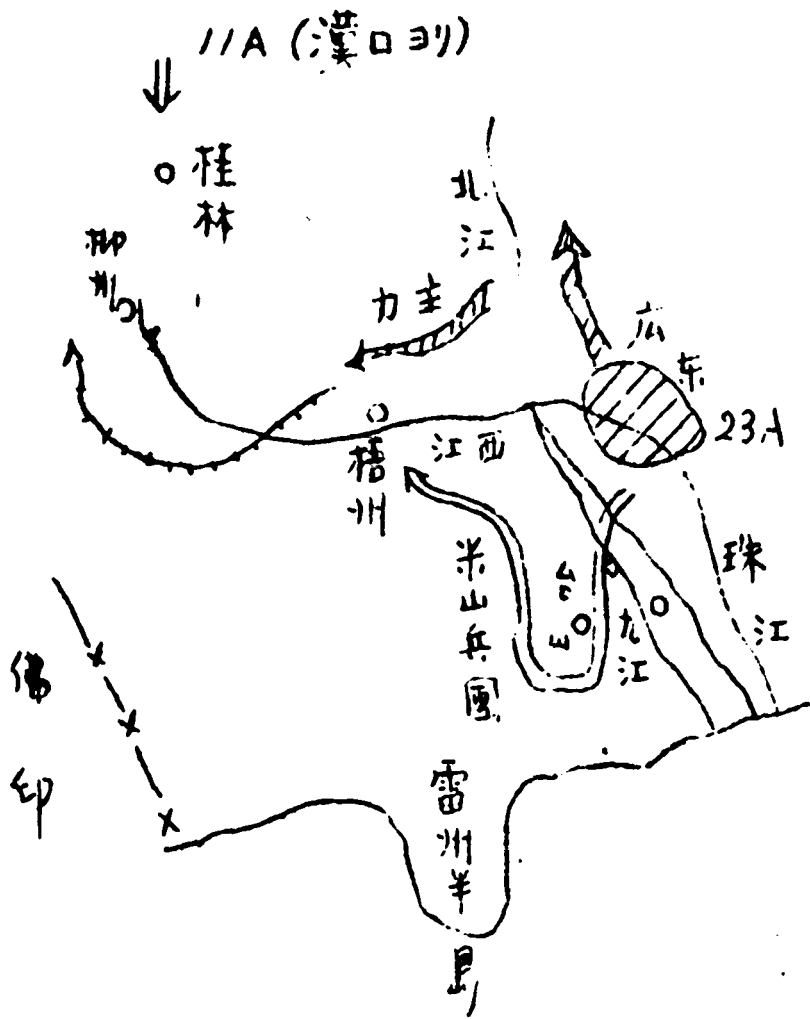 11A (漢口ヨリ)
桂林
柳州
北江
主力
広东
23A
梧州
西江
米山兵團
台山
九江
珠江
佛印
雷州半島